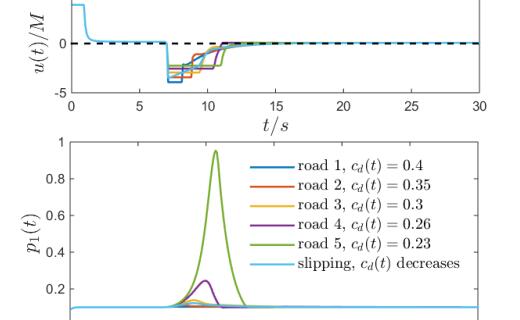 u(t)/M
0
-5
0 5 10 15 20 25 30
t/s
p₁(t)
1
0.8
0.6
0.4
0.2
road 1, c_d(t) = 0.4
road 2, c_d(t) = 0.35
road 3, c_d(t) = 0.3
road 4, c_d(t) = 0.26
road 5, c_d(t) = 0.23
slipping, c_d(t) decreases